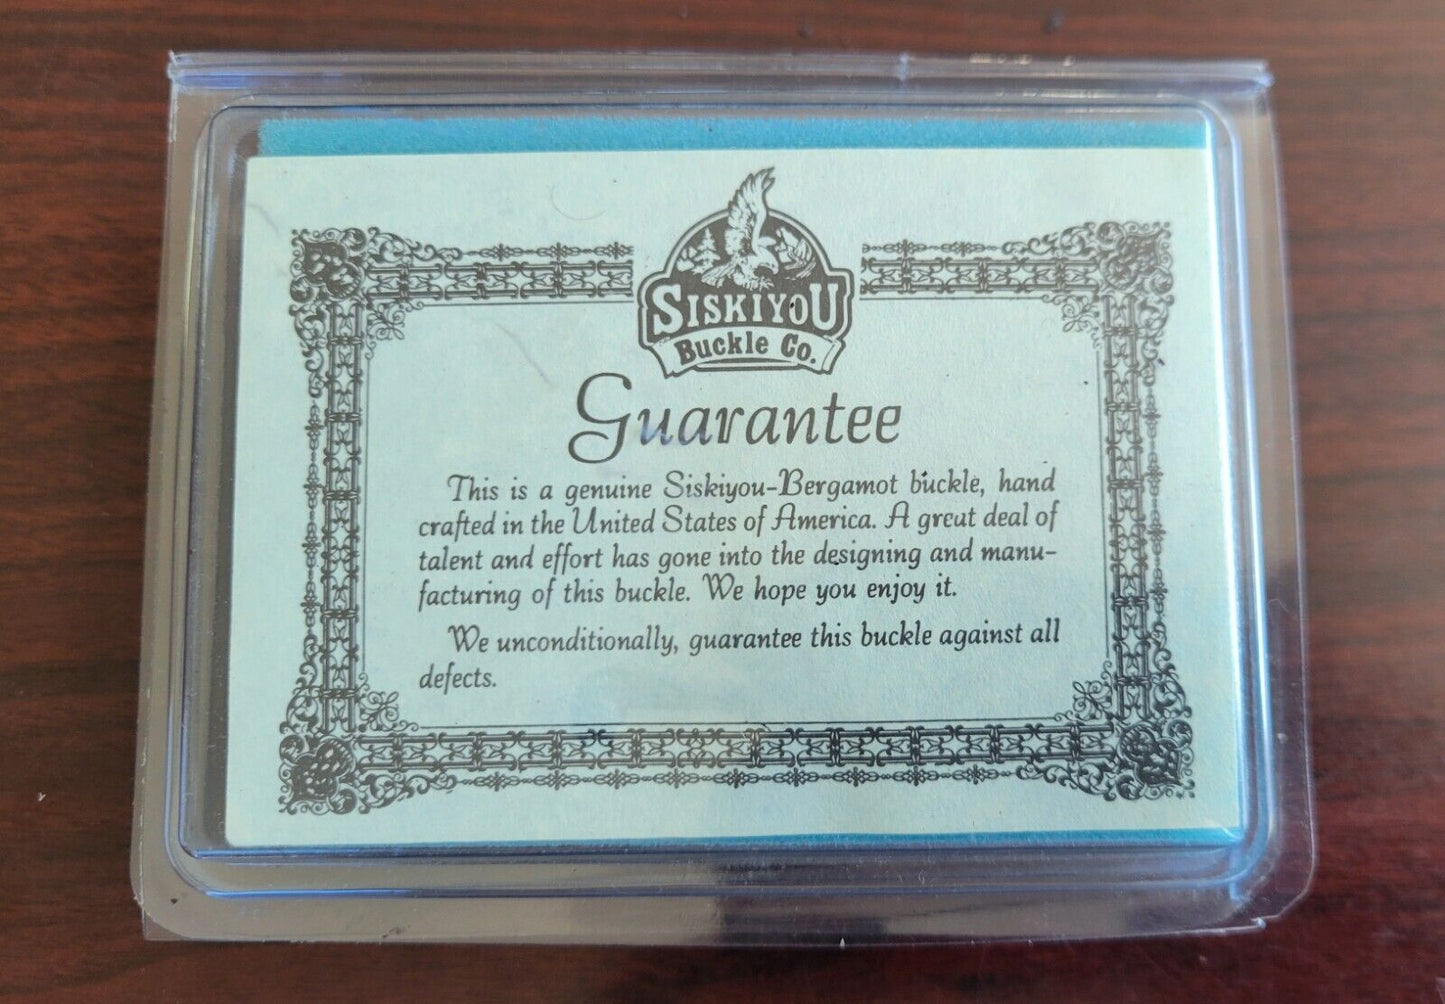 SISKIYOU
Buckle Co.
Guarantee
This is a genuine Siskiyou-Bergamot buckle, hand
crafted in the United States of America. A great deal of
talent and effort has gone into the designing and manu-
facturing of this buckle. We hope you enjoy it.
We unconditionally, guarantee this buckle against all
defects.